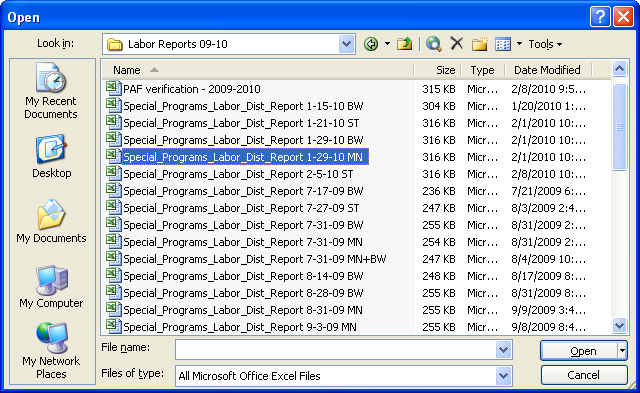 Open
Look in: Labor Reports 09-10 Tools
Name Size Type Date Modified
PAF verification - 2009-2010 315 KB Micr... 2/8/2010 9:5...
Special_Programs_Labor_Dist_Report 1-15-10 BW 304 KB Micr... 1/20/2010 1:...
Special_Programs_Labor_Dist_Report 1-21-10 ST 316 KB Micr... 2/1/2010 10:...
Special_Programs_Labor_Dist_Report 1-29-10 BW 316 KB Micr... 2/1/2010 10:...
Special_Programs_Labor_Dist_Report 1-29-10 MN 316 KB Micr... 2/1/2010 10:...
Special_Programs_Labor_Dist_Report 2-5-10 ST 316 KB Micr... 2/1/2010 10:...
Special_Programs_Labor_Dist_Report 7-17-09 BW 236 KB Micr... 7/21/2009 6:...
Special_Programs_Labor_Dist_Report 7-27-09 ST 247 KB Micr... 8/3/2009 2:4...
Special_Programs_Labor_Dist_Report 7-31-09 BW 255 KB Micr... 8/31/2009 2:...
Special_Programs_Labor_Dist_Report 7-31-09 MN 254 KB Micr... 8/31/2009 2:...
Special_Programs_Labor_Dist_Report 7-31-09 MN+BW 247 KB Micr... 8/4/2009 10:...
Special_Programs_Labor_Dist_Report 8-14-09 BW 248 KB Micr... 8/17/2009 8:...
Special_Programs_Labor_Dist_Report 8-28-09 BW 255 KB Micr... 8/31/2009 8:...
Special_Programs_Labor_Dist_Report 8-31-09 MN 255 KB Micr... 9/9/2009 3:4...
Special_Programs_Labor_Dist_Report 9-3-09 MN 255 KB Micr... 9/8/2009 8:4...
My Recent
Documents
Desktop
My Documents
My Computer
My Network
Places
File name: Open
Files of type: All Microsoft Office Excel Files Cancel